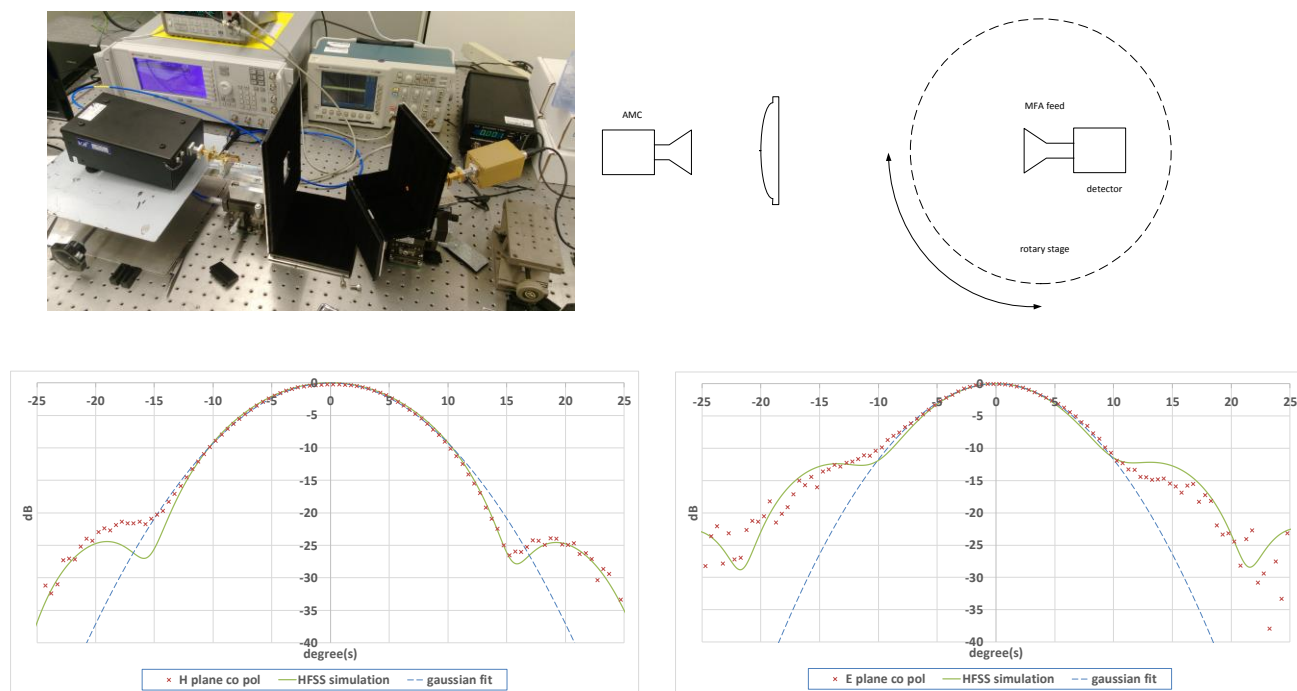 AMC
MFA feed
detector
rotary stage
0
-5
-10
-15
-20
-25
-30
-35
-40
-25 -20 -15 -10 -5 0 5 10 15 20 25
dB
degree(s)
H plane co pol HFSS simulation gaussian fit
0
-5
-10
-15
-20
-25
-30
-35
-40
-25 -20 -15 -10 -5 0 5 10 15 20 25
dB
degree(s)
E plane co pol HFSS simulation gaussian fit